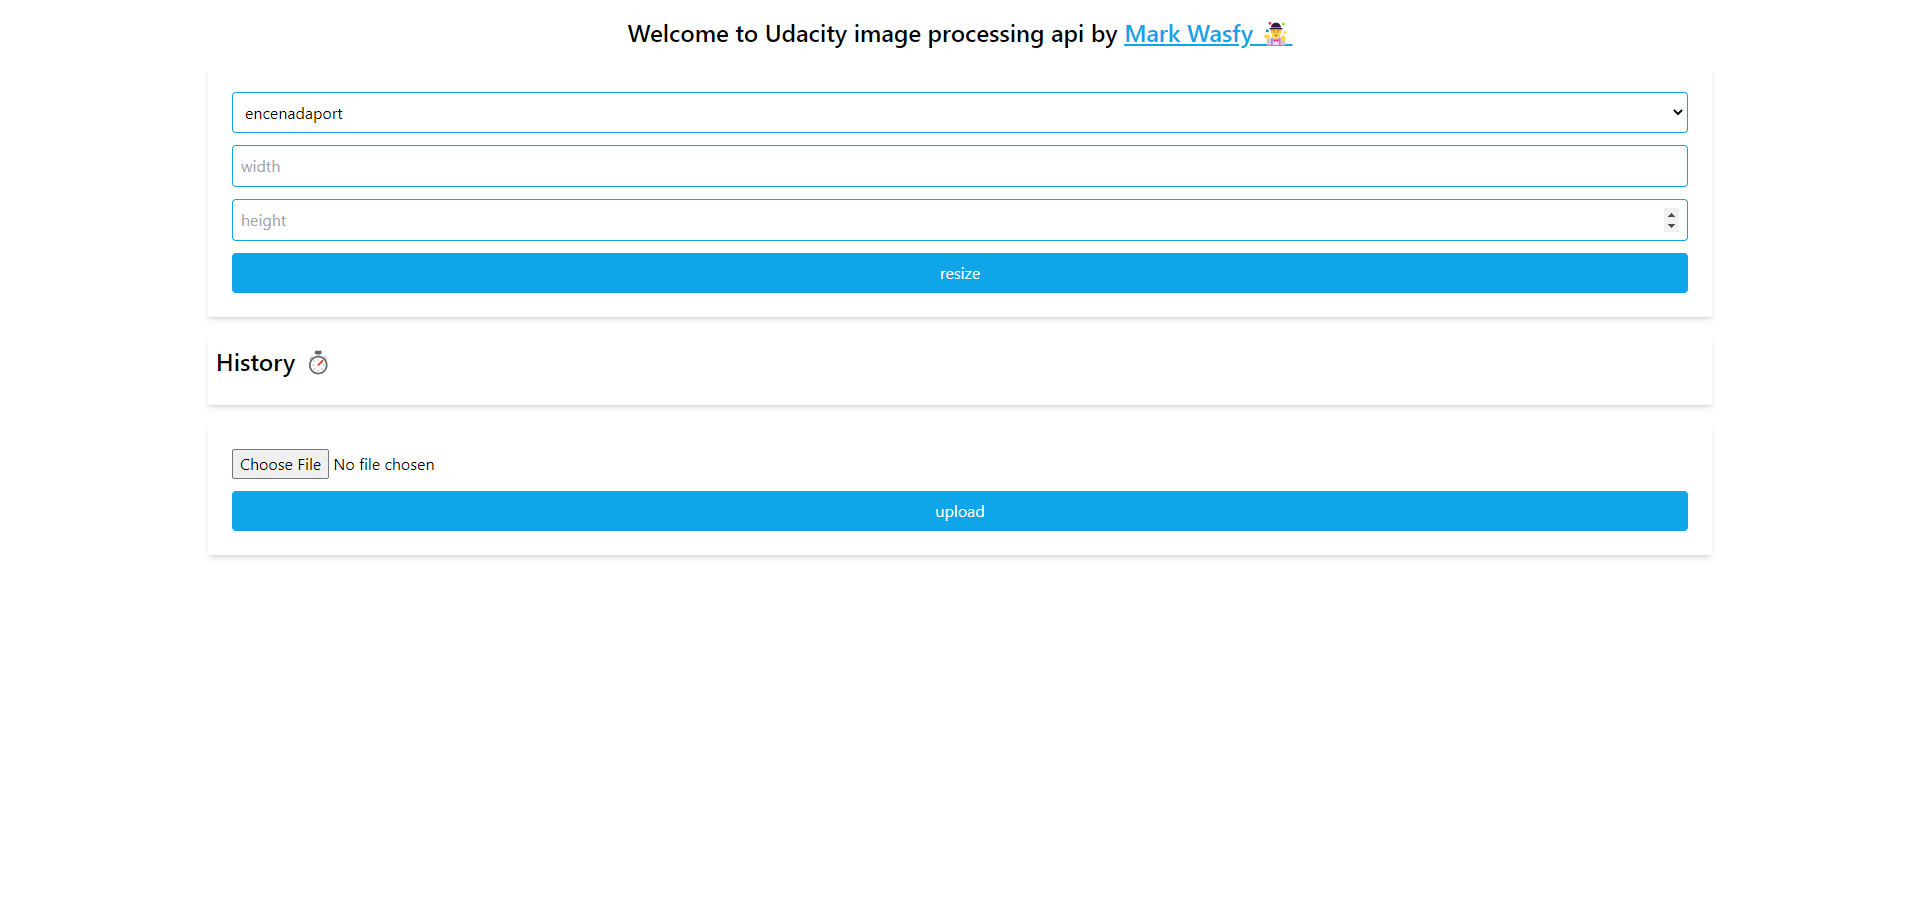 Welcome to Udacity image processing api by Mark Wasfy
encenadaport
width
height
resize
History
Choose File No file chosen
upload